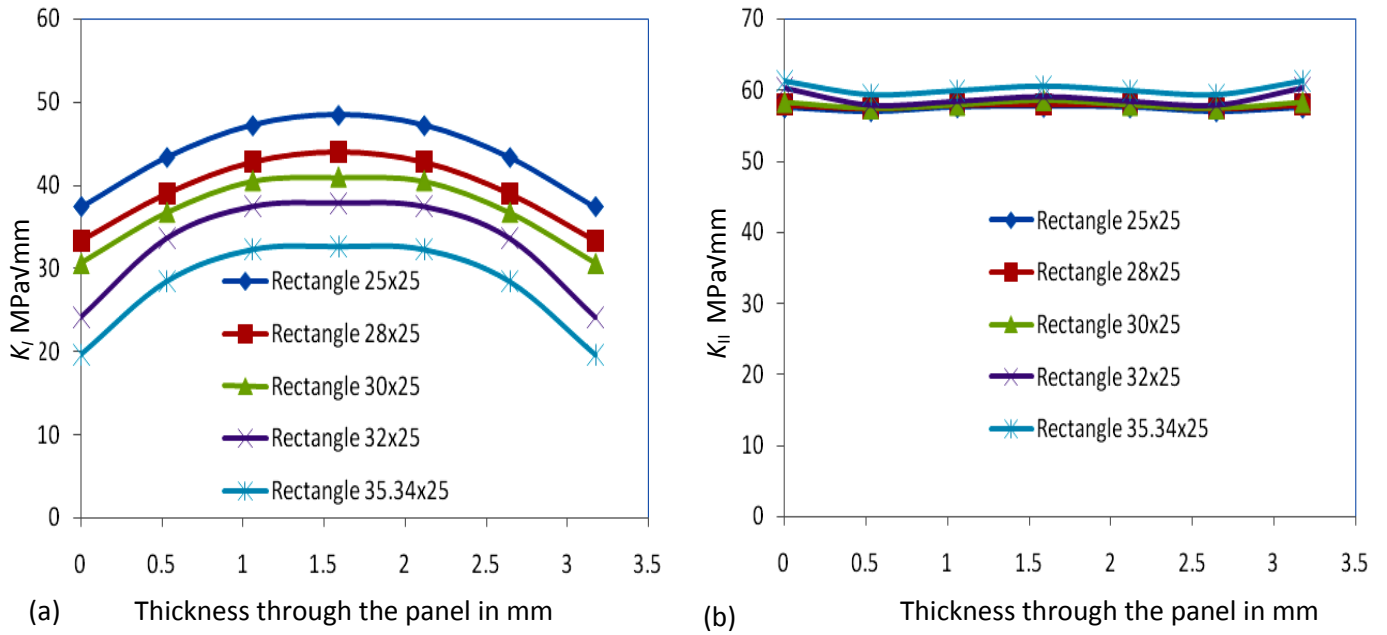 60
50
40
30
20
10
0
K_I MPa√mm
Rectangle 25x25
Rectangle 28x25
Rectangle 30x25
Rectangle 32x25
Rectangle 35.34x25
0 0.5 1 1.5 2 2.5 3 3.5
(a) Thickness through the panel in mm
70
60
50
40
30
20
10
0
K_II MPa√mm
Rectangle 25x25
Rectangle 28x25
Rectangle 30x25
Rectangle 32x25
Rectangle 35.34x25
0 0.5 1 1.5 2 2.5 3 3.5
(b) Thickness through the panel in mm